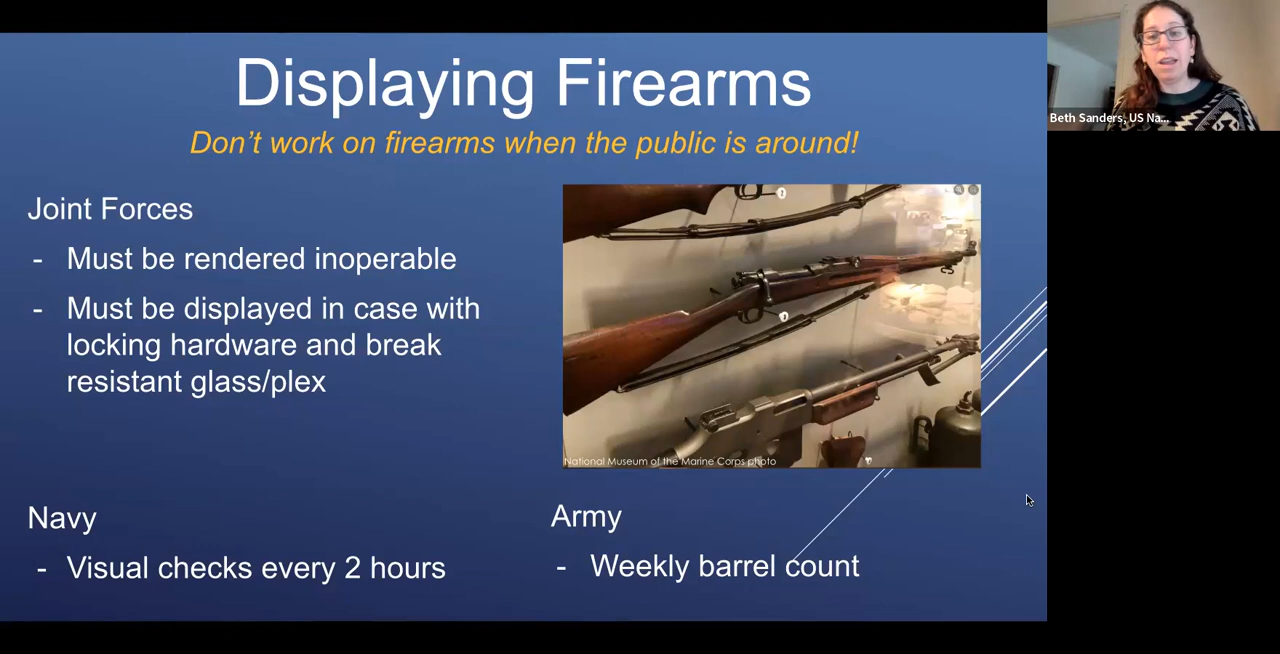 Displaying Firearms
Don't work on firearms when the public is around!
Beth Sanders, US Na...
Joint Forces
- Must be rendered inoperable
- Must be displayed in case with
locking hardware and break
resistant glass/plex
National Museum of the Marine Corps photo
Navy
- Visual checks every 2 hours
Army
- Weekly barrel count